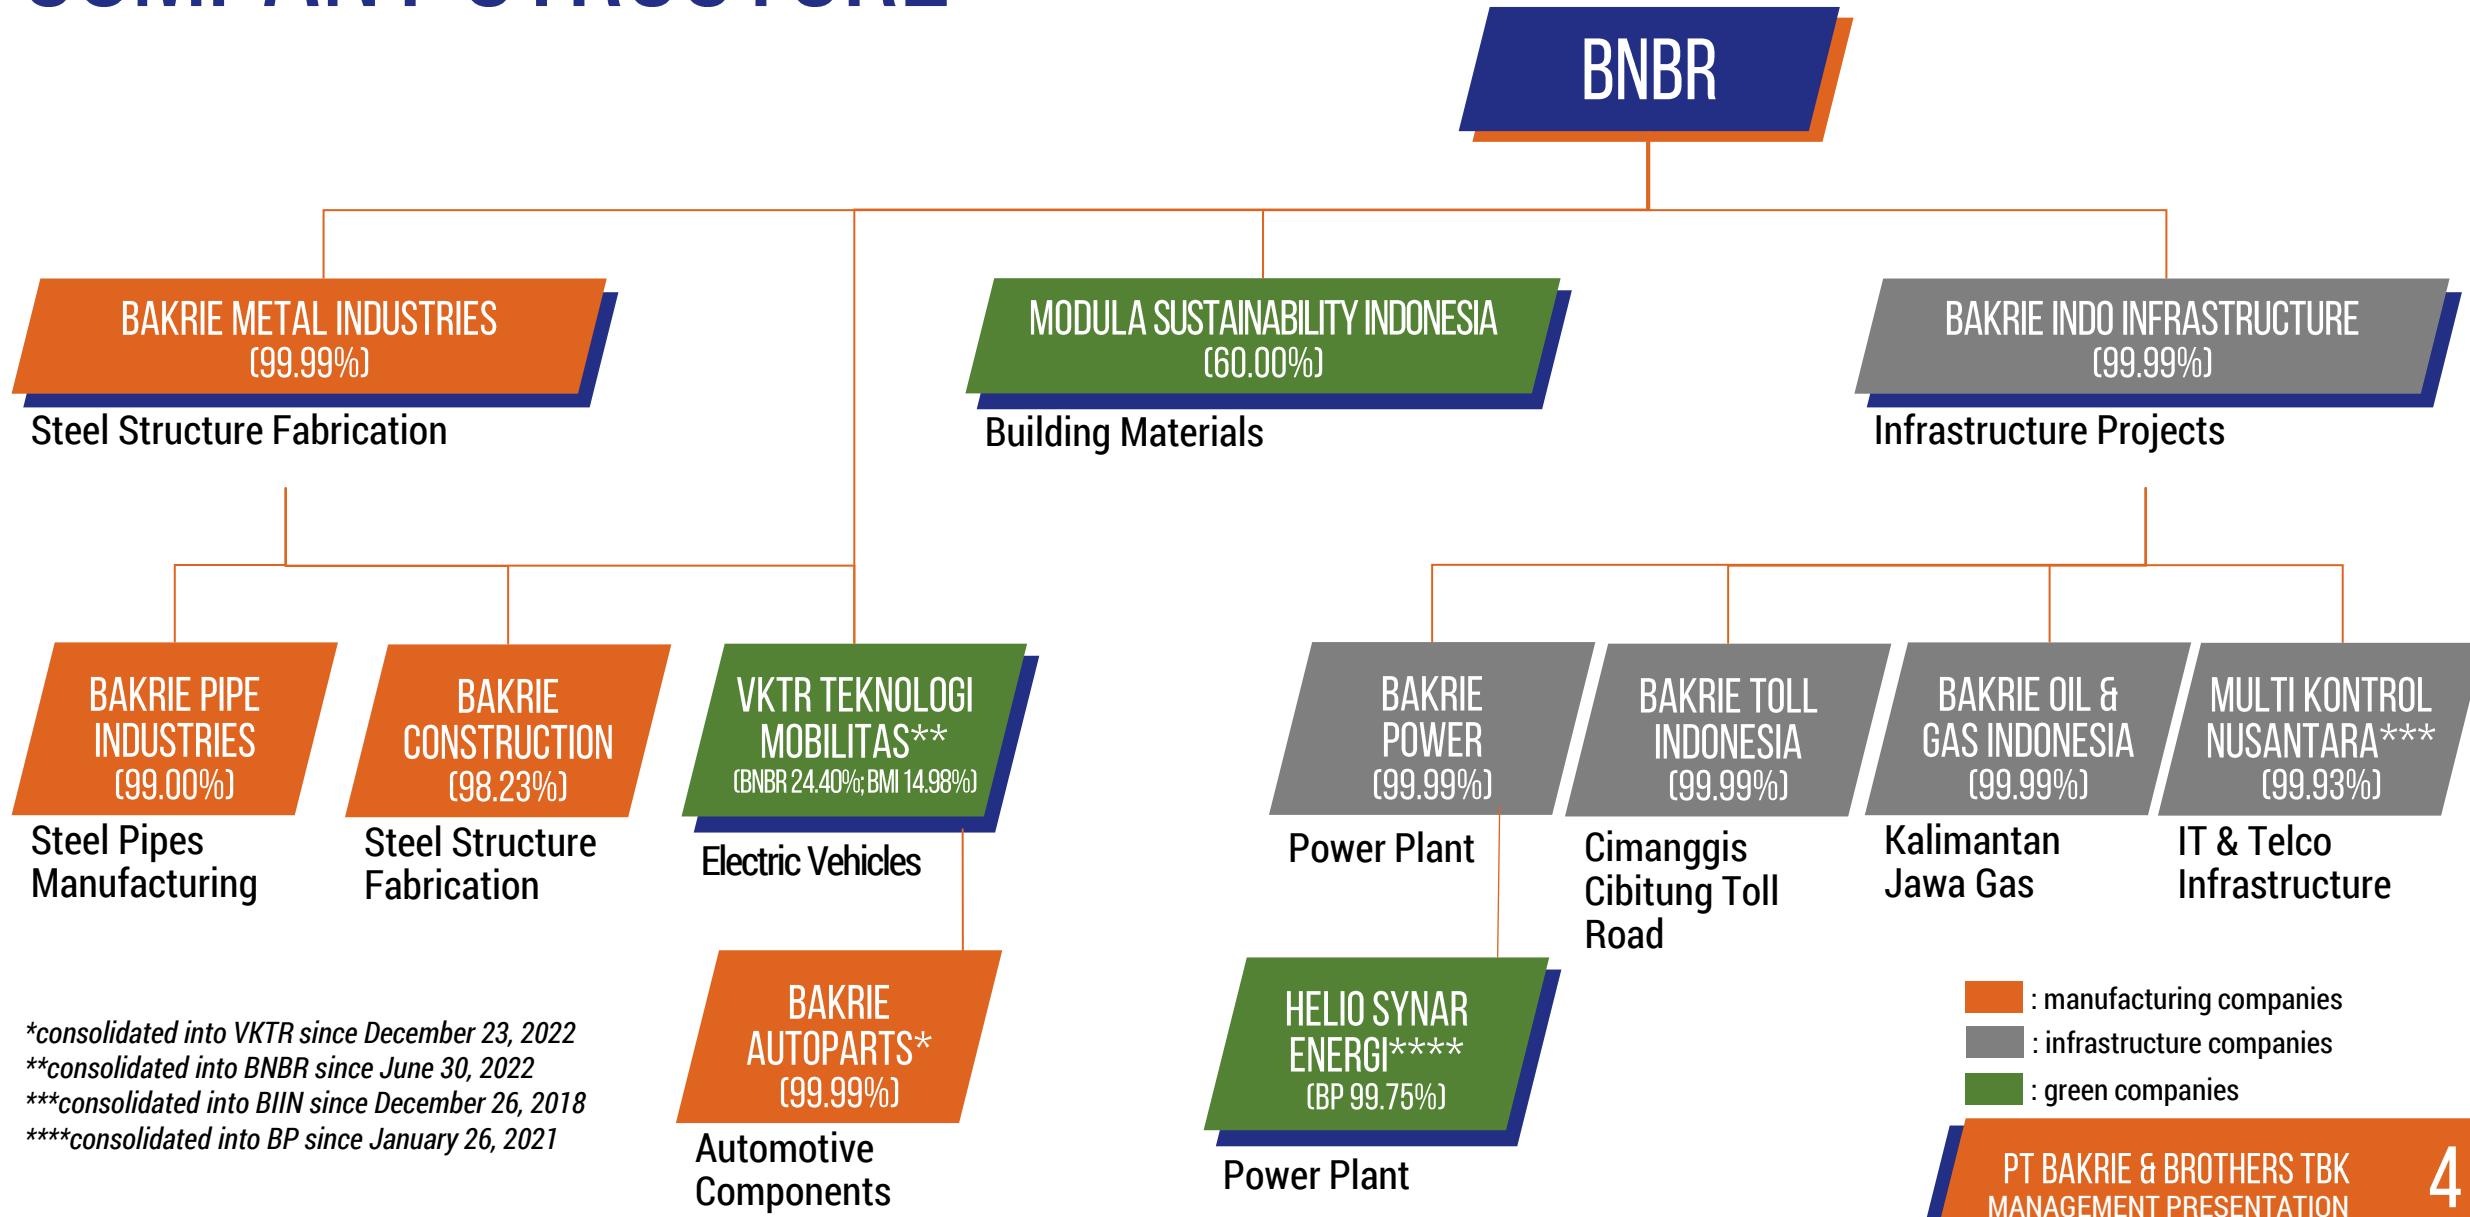 COMPANY STRUCTURE
BNBR
BAKRIE METAL INDUSTRIES
(99.99%)
Steel Structure Fabrication
MODULA SUSTAINABILITY INDONESIA
(60.00%)
Building Materials
BAKRIE INDO INFRASTRUCTURE
(99.99%)
Infrastructure Projects
BAKRIE PIPE
INDUSTRIES
(99.00%)
Steel Pipes
Manufacturing
BAKRIE
CONSTRUCTION
(98.23%)
Steel Structure
Fabrication
VKTR TEKNOLOGI
MOBILITAS**
(BNBR 24.40%; BMI 14.98%)
Electric Vehicles
BAKRIE
POWER
(99.99%)
Power Plant
BAKRIE TOLL
INDONESIA
(99.99%)
Cimanggis
Cibitung Toll
Road
BAKRIE OIL &
GAS INDONESIA
(99.99%)
Kalimantan
Jawa Gas
MULTI KONTROL
NUSANTARA***
(99.93%)
IT & Telco
Infrastructure
BAKRIE
AUTOPARTS*
(99.99%)
Automotive
Components
HELIO SYNAR
ENERGI****
(BP 99.75%)
Power Plant
*consolidated into VKTR since December 23, 2022
**consolidated into BNBR since June 30, 2022
***consolidated into BIIN since December 26, 2018
****consolidated into BP since January 26, 2021
: manufacturing companies
: infrastructure companies
: green companies
PT BAKRIE & BROTHERS TBK
MANAGEMENT PRESENTATION
4